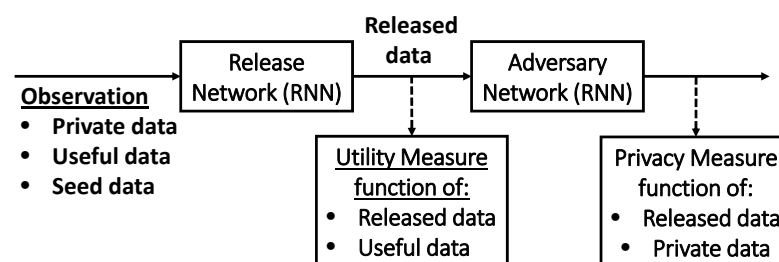 Released
data
Release
Network (RNN)
Adversary
Network (RNN)
Observation
• Private data
• Useful data
• Seed data
Utility Measure
function of:
• Released data
• Useful data
Privacy Measure
function of:
• Released data
• Private data